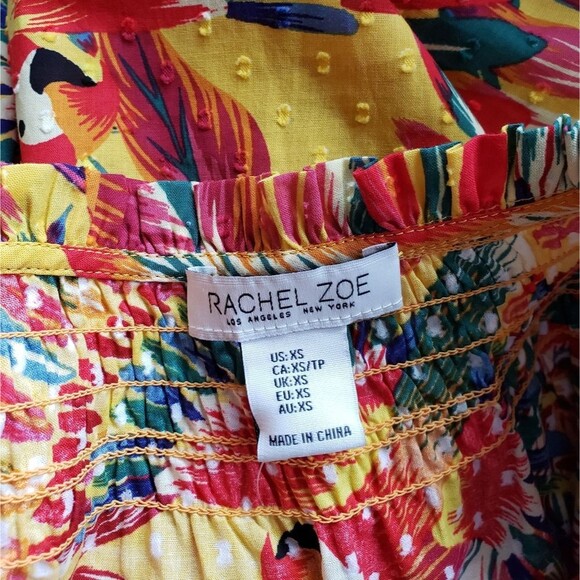 RACHEL ZOE
LOS ANGELES NEW YORK
US:XS
CA:XS/TP
UK:XS
EU:XS
AU:XS
MADE IN CHINA